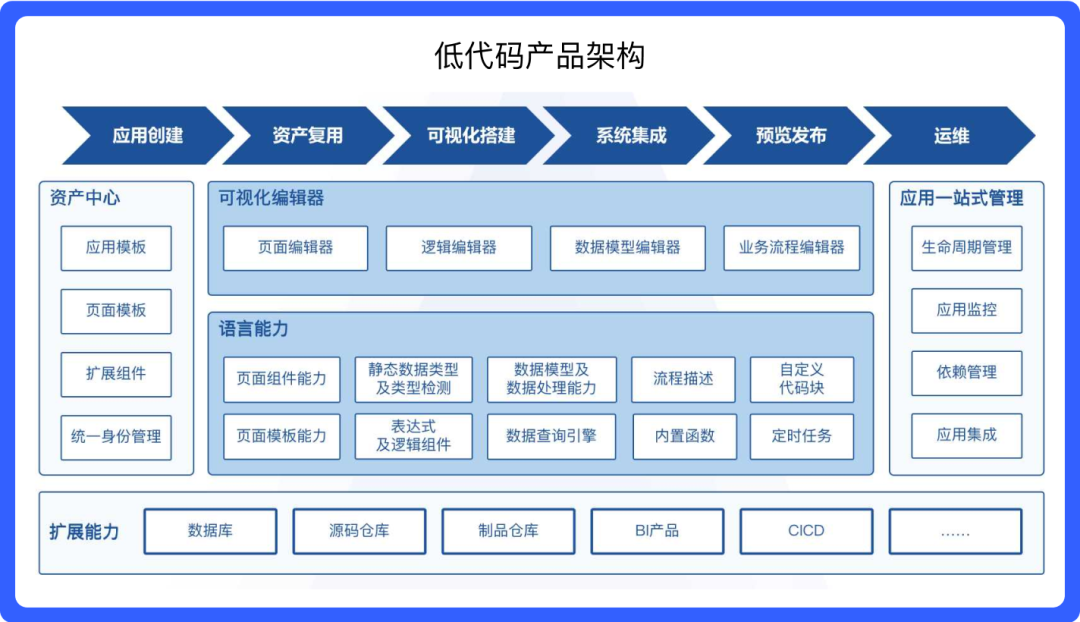 低代码产品架构
应用创建
资产复用
可视化搭建
系统集成
预览发布
运维
资产中心
应用模板
页面模板
扩展组件
统一身份管理
可视化编辑器
页面编辑器
逻辑编辑器
数据模型编辑器
业务流程编辑器
语言能力
页面组件能力
静态数据类型
及类型检测
数据模型及
数据处理能力
流程描述
自定义
代码块
页面模板能力
表达式
及逻辑组件
数据查询引擎
内置函数
定时任务
应用一站式管理
生命周期管理
应用监控
依赖管理
应用集成
扩展能力
数据库
源码仓库
制品仓库
BI产品
CICD
……